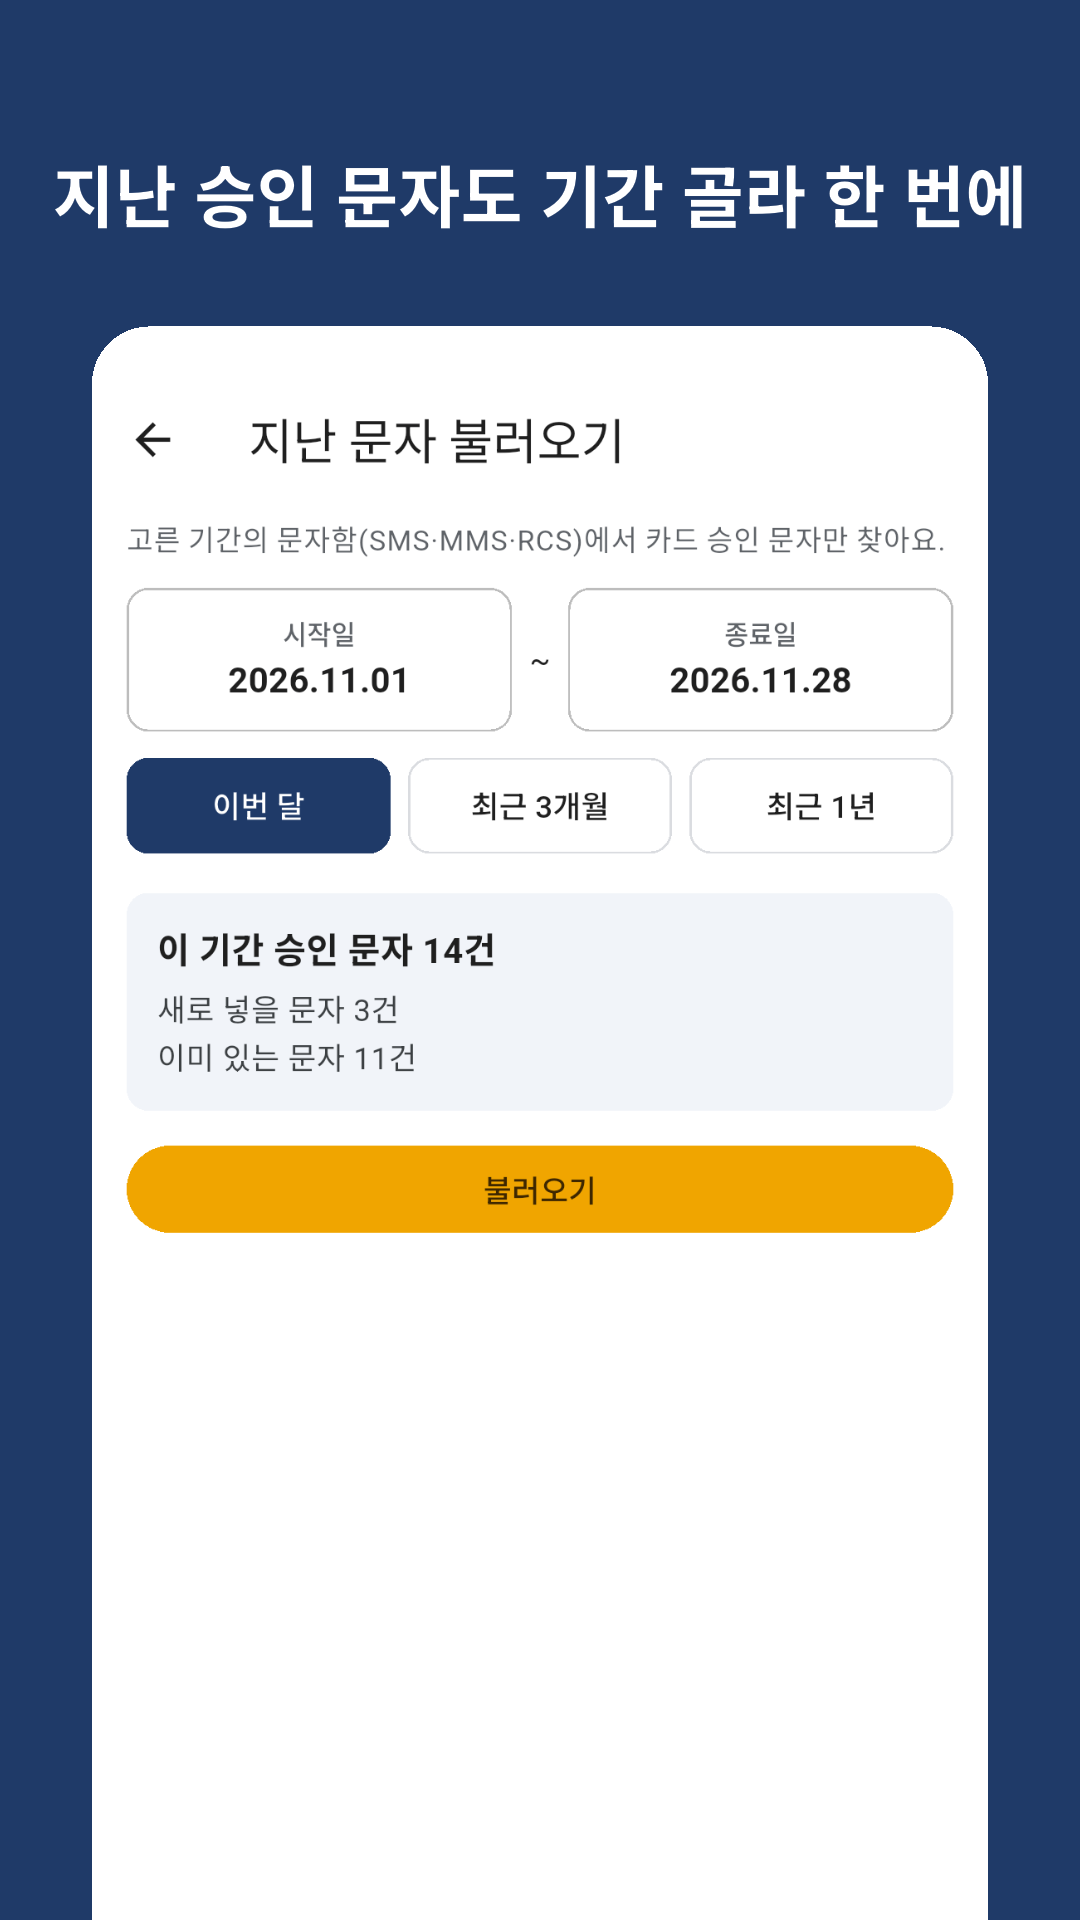 지난 승인 문자도 기간 골라 한 번에
지난 문자 불러오기
고른 기간의 문자함(SMS·MMS·RCS)에서 카드 승인 문자만 찾아요.
시작일
2026.11.01
~
종료일
2026.11.28
이번 달
최근 3개월
최근 1년
이 기간 승인 문자 14건
새로 넣을 문자 3건
이미 있는 문자 11건
불러오기